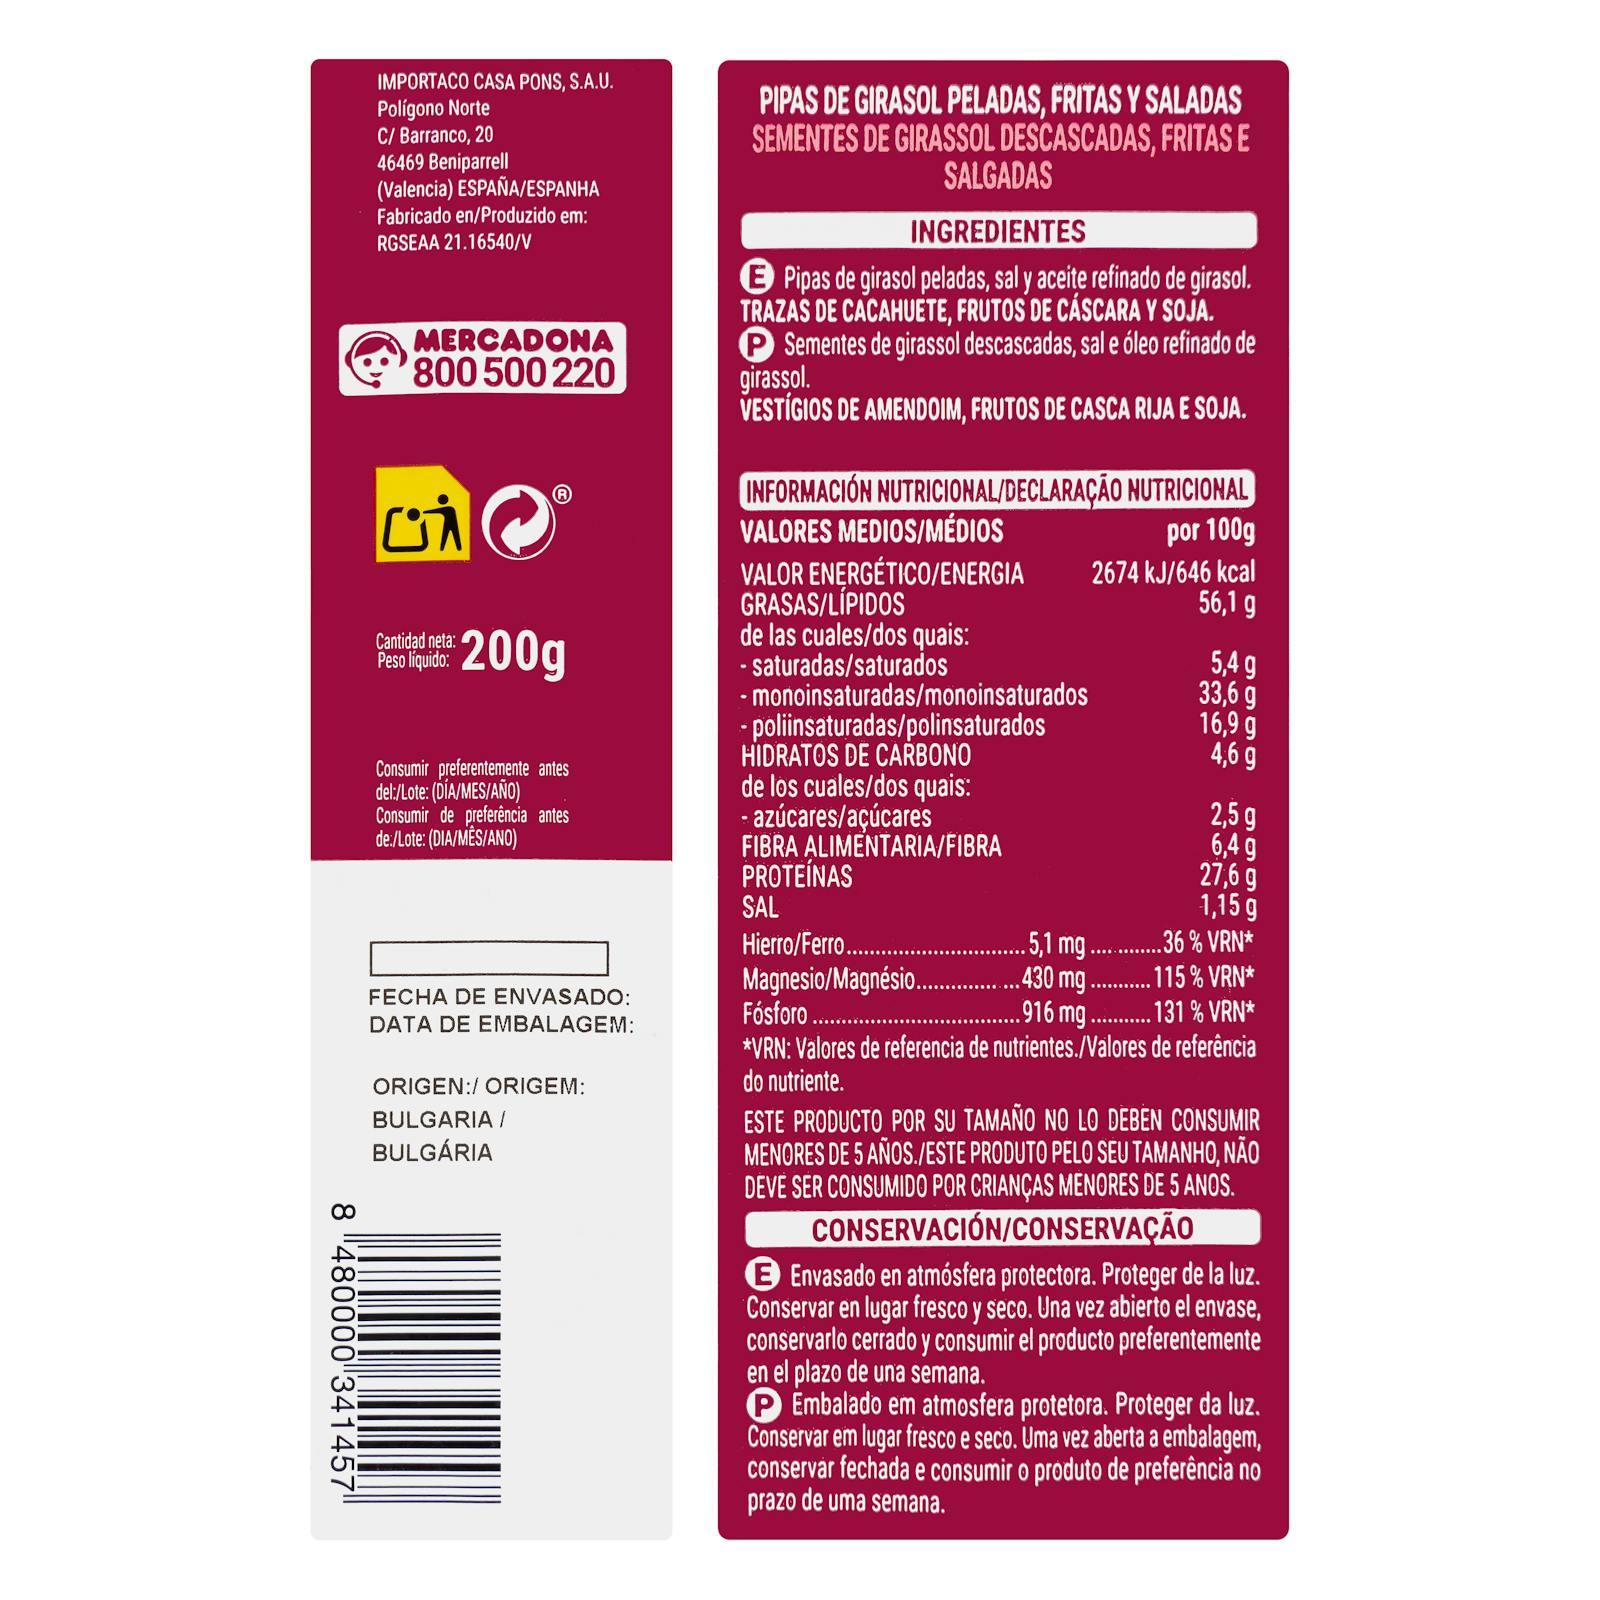 IMPORTACO CASA PONS, S.A.U.
Polígono Norte
C/ Barranco, 20
46469 Beniparrell
(Valencia) ESPAÑA/ESPANHA
Fabricado en/Produzido em:
RGSEAA 21.16540/V
MERCADONA
800 500 220
®
Cantidad neta:
Peso líquido: 200g
Consumir preferentemente antes
del:/Lote: (DÍA/MES/AÑO)
Consumir de preferência antes
de:/Lote: (DIA/MÊS/ANO)
FECHA DE ENVASADO:
DATA DE EMBALAGEM:
ORIGEN:/ ORIGEM:
BULGARIA /
BULGÁRIA
8 480000 341457
PIPAS DE GIRASOL PELADAS, FRITAS Y SALADAS
SEMENTES DE GIRASSOL DESCASCADAS, FRITAS E
SALGADAS
INGREDIENTES
E Pipas de girasol peladas, sal y aceite refinado de girasol.
TRAZAS DE CACAHUETE, FRUTOS DE CÁSCARA Y SOJA.
P Sementes de girassol descascadas, sal e óleo refinado de
girassol.
VESTÍGIOS DE AMENDOIM, FRUTOS DE CASCA RIJA E SOJA.
INFORMACIÓN NUTRICIONAL/DECLARAÇÃO NUTRICIONAL
VALORES MEDIOS/MÉDIOS por 100g
VALOR ENERGÉTICO/ENERGIA 2674 kJ/646 kcal
GRASAS/LÍPIDOS 56,1 g
de las cuales/dos quais:
- saturadas/saturados 5,4 g
- monoinsaturadas/monoinsaturados 33,6 g
- poliinsaturadas/polinsaturados 16,9 g
HIDRATOS DE CARBONO 4,6 g
de los cuales/dos quais:
- azúcares/açúcares 2,5 g
FIBRA ALIMENTARIA/FIBRA 6,4 g
PROTEÍNAS 27,6 g
SAL 1,15 g
Hierro/Ferro.............................. 5,1 mg ............36 % VRN*
Magnesio/Magnésio.................430 mg ...........115 % VRN*
Fósforo ...................................916 mg ...........131 % VRN*
*VRN: Valores de referencia de nutrientes./Valores de referência
do nutriente.
ESTE PRODUCTO POR SU TAMAÑO NO LO DEBEN CONSUMIR
MENORES DE 5 AÑOS./ESTE PRODUTO PELO SEU TAMANHO, NÃO
DEVE SER CONSUMIDO POR CRIANÇAS MENORES DE 5 ANOS.
CONSERVACIÓN/CONSERVAÇÃO
E Envasado en atmósfera protectora. Proteger de la luz.
Conservar en lugar fresco y seco. Una vez abierto el envase,
conservarlo cerrado y consumir el producto preferentemente
en el plazo de una semana.
P Embalado em atmosfera protetora. Proteger da luz.
Conservar em lugar fresco e seco. Uma vez aberta a embalagem,
conservar fechada e consumir o produto de preferência no
prazo de uma semana.